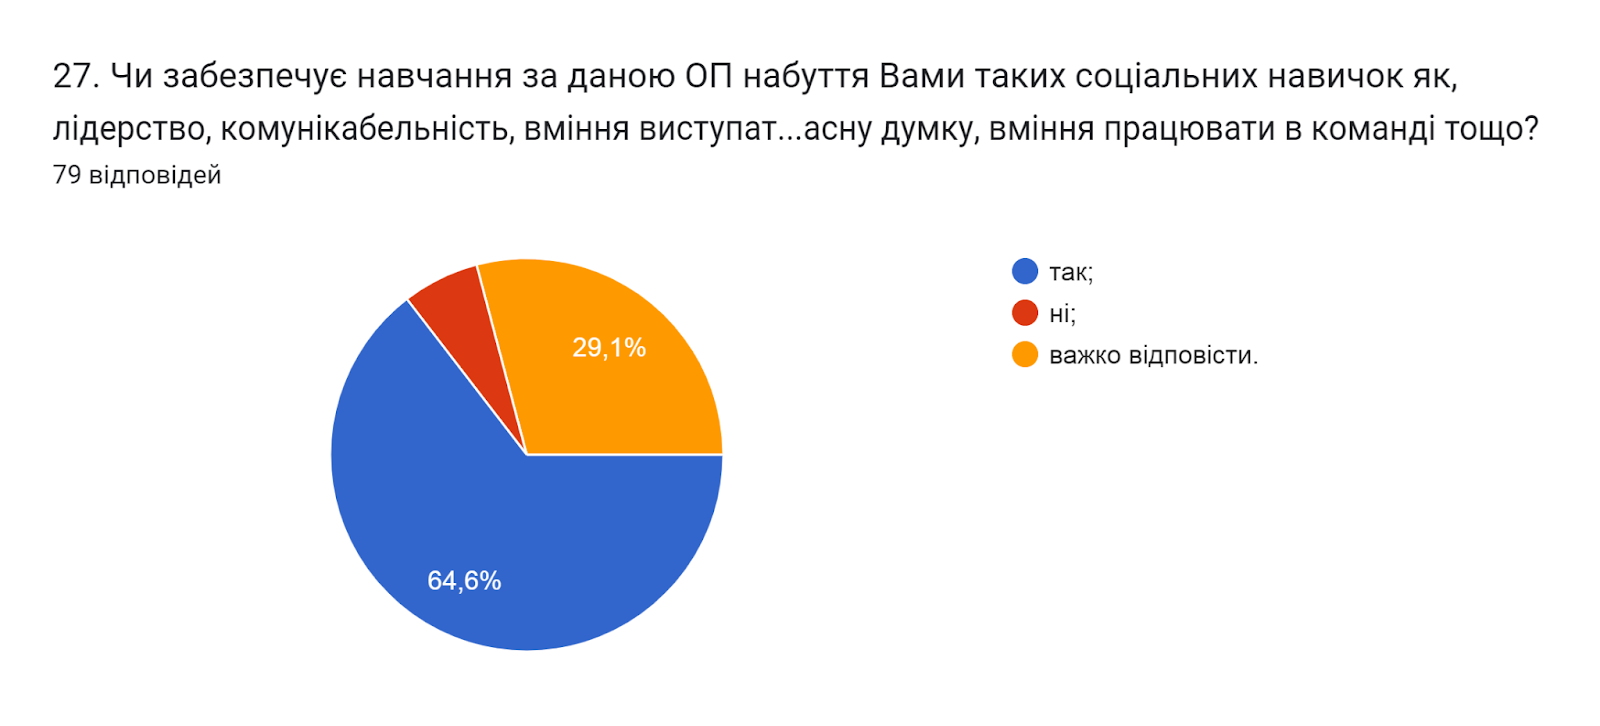 27. Чи забезпечує навчання за даною ОП набуття Вами таких соціальних навичок як,
лідерство, комунікабельність, вміння виступат...асну думку, вміння працювати в команді тощо?
79 відповідей
так;
ні;
важко відповісти.
29,1%
64,6%